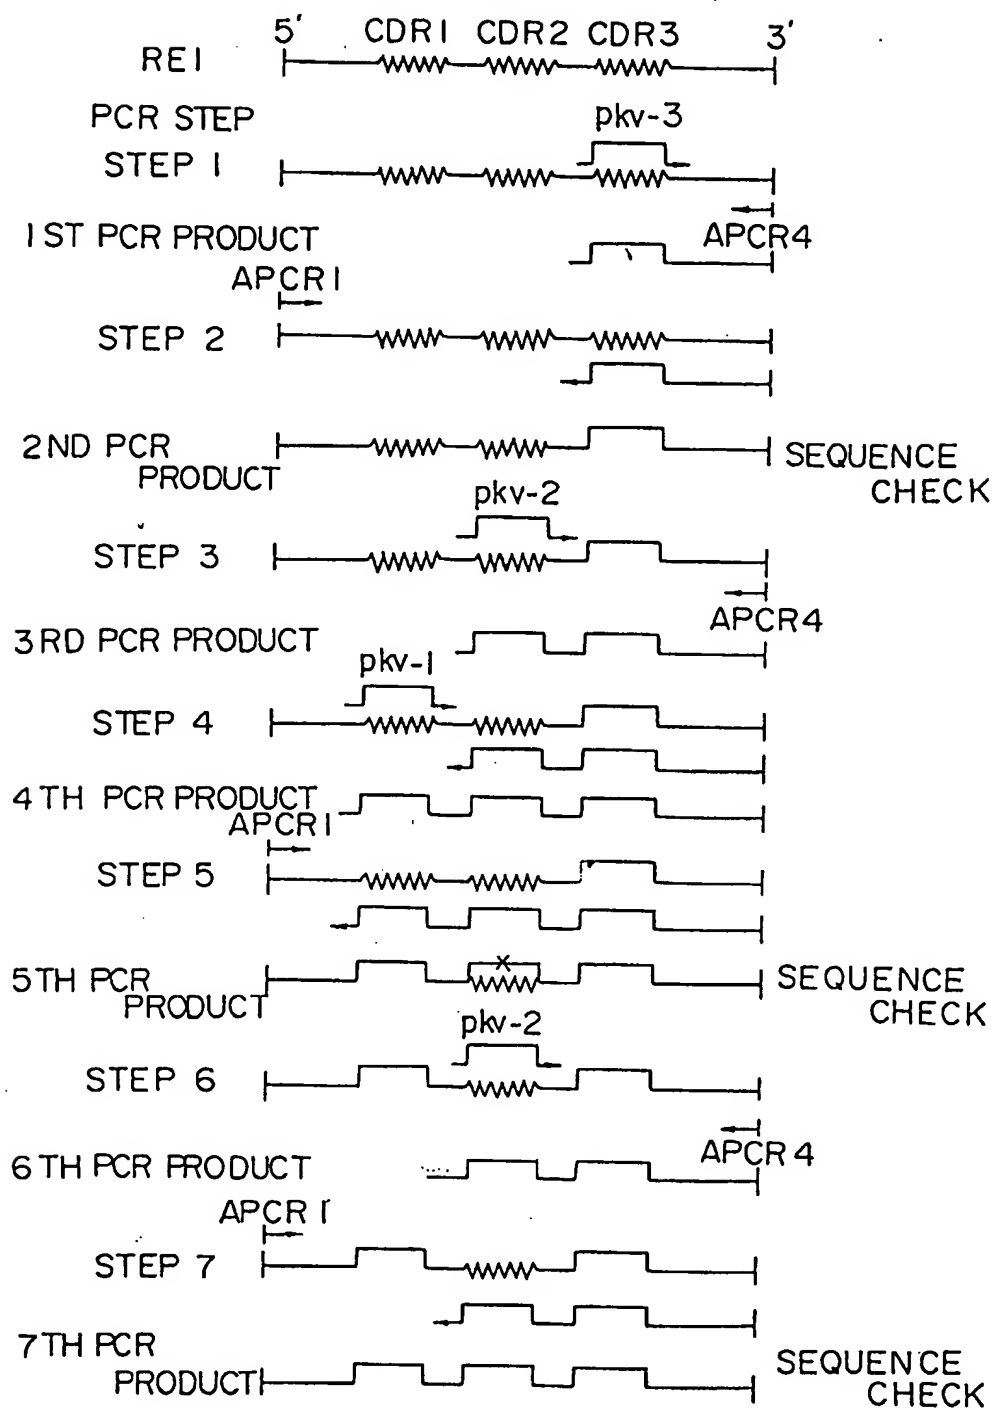 5' CDR1 CDR2 CDR3 3'
RE1
PCR STEP
pkv-3
STEP 1
1ST PCR PRODUCT
APCR4
APCR1
STEP 2
2ND PCR
PRODUCT
SEQUENCE
CHECK
pkv-2
STEP 3
APCR4
3RD PCR PRODUCT
pkv-1
STEP 4
4TH PCR PRODUCT
APCR1
STEP 5
X
5TH PCR
PRODUCT
SEQUENCE
CHECK
pkv-2
STEP 6
APCR4
6TH PCR PRODUCT
APCR1
STEP 7
7TH PCR
PRODUCT
SEQUENCE
CHECK